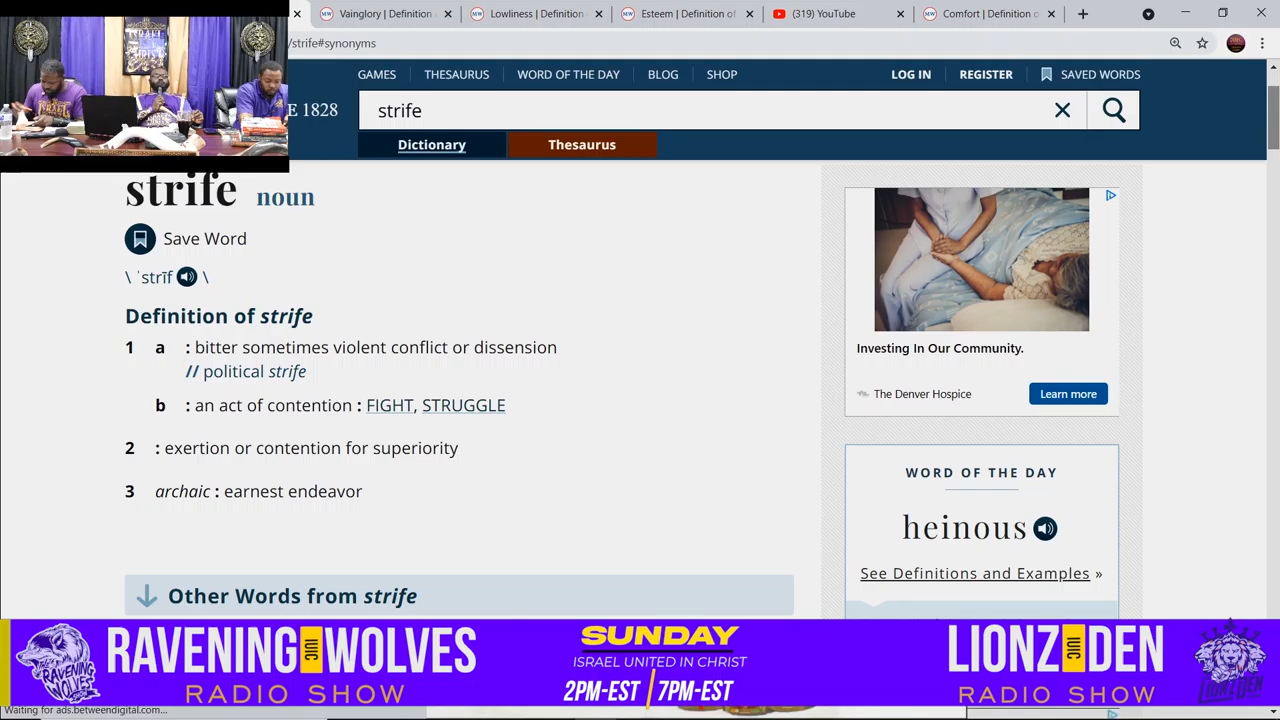 Vainglory | Definition
Lowliness | Definition
Esteem | Definition of
(319) YouTube
Comfort | Definition o
/strife#synonyms
GAMES
THESAURUS
WORD OF THE DAY
BLOG
SHOP
LOG IN
REGISTER
SAVED WORDS
E 1828
strife
Dictionary
Thesaurus
strife noun
Save Word
\ ˈstrīf \
Definition of strife
1 a : bitter sometimes violent conflict or dissension
// political strife
b : an act of contention : FIGHT, STRUGGLE
2 : exertion or contention for superiority
3 archaic : earnest endeavor
Other Words from strife
Investing In Our Community.
The Denver Hospice
Learn more
WORD OF THE DAY
heinous
See Definitions and Examples »
RAVENING IUIC WOLVES
RADIO SHOW
SUNDAY
ISRAEL UNITED IN CHRIST
2PM-EST / 7PM-EST
LIONZ IUIC DEN
RADIO SHOW
Waiting for ads.betweendigital.com...